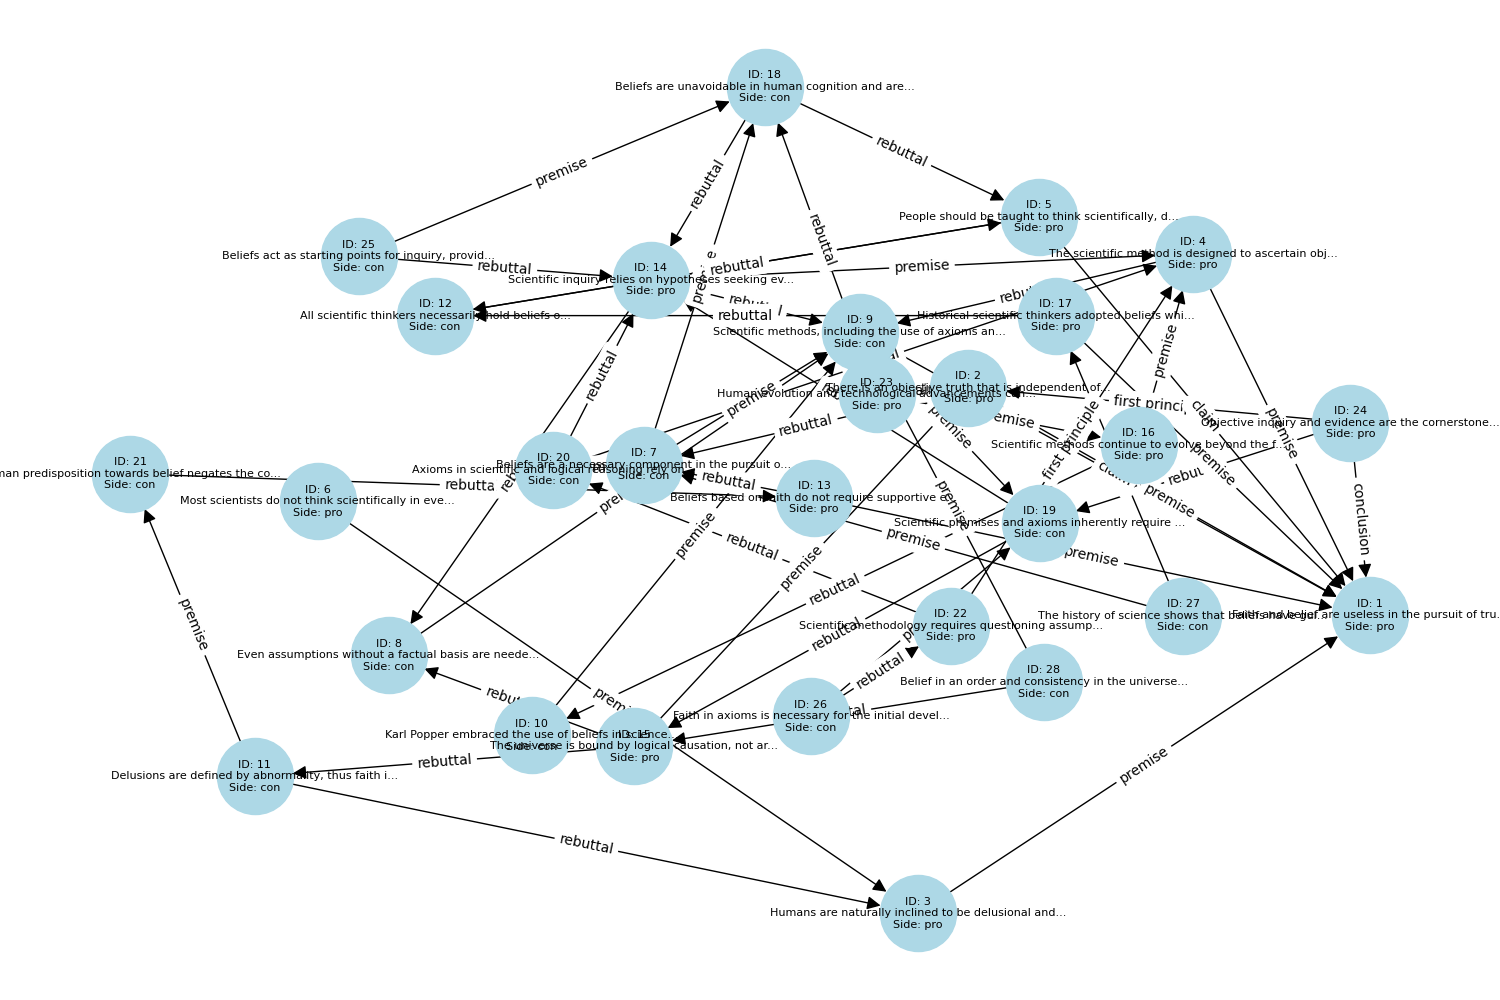 ID: 18
Beliefs are unavoidable in human cognition and are...
Side: con
rebuttal
premise
rebuttal
ID: 5
People should be taught to think scientifically, d...
Side: pro
ID: 25
Beliefs act as starting points for inquiry, provid...
Side: con
rebuttal
ID: 4
The scientific method is designed to ascertain obj...
Side: pro
rebuttal
ID: 14
Scientific inquiry relies on hypotheses seeking ev...
Side: pro
rebuttal
premise
ID: 12
All scientific thinkers necessarily hold beliefs o...
Side: con
rebuttal
ID: 9
Scientific methods, including the use of axioms an...
Side: con
ID: 17
Historical scientific thinkers adopted beliefs whi...
Side: pro
premise
rebuttal
ID: 23
Human evolution and technological advancements can...
Side: pro
ID: 2
There is an objective truth that is independent of...
Side: pro
premise
first princi
claim
premise
ID: 24
Objective inquiry and evidence are the cornerstone...
Side: pro
rebuttal
premise
first principle
ID: 16
Scientific methods continue to evolve beyond the f...
Side: pro
premise
ID: 21
man predisposition towards belief negates the co...
Side: con
rebutta
ID: 6
Most scientists do not think scientifically in eve...
Side: pro
ID: 20
Axioms in scientific and logical reasoning rely on
Side: con
ID: 7
Beliefs are a necessary component in the pursuit o...
Side: con
rebuttal
ID: 13
Beliefs based on faith do not require supportive e
Side: pro
premise
premise
conclusion
ID: 19
Scientific premises and axioms inherently require ...
Side: con
premise
rebuttal
premise
premise
premise
rebuttal
premise
ID: 27
The history of science shows that beliefs have gui...
Side: con
ID: 1
Faith and belief are useless in the pursuit of tru...
Side: pro
ID: 22
Scientific methodology requires questioning assump...
Side: pro
rebuttal
ID: 8
Even assumptions without a factual basis are neede...
Side: con
rebuttal
ID: 28
Belief in an order and consistency in the universe...
Side: con
ID: 26
Faith in axioms is necessary for the initial devel...
Side: con
ID: 10
Karl Popper embraced the use of beliefs in science...
Side: con
ID: 15
The universe is bound by logical causation, not ar...
Side: pro
rebuttal
premise
ID: 11
Delusions are defined by abnormality, thus faith i...
Side: con
rebuttal
ID: 3
Humans are naturally inclined to be delusional and...
Side: pro